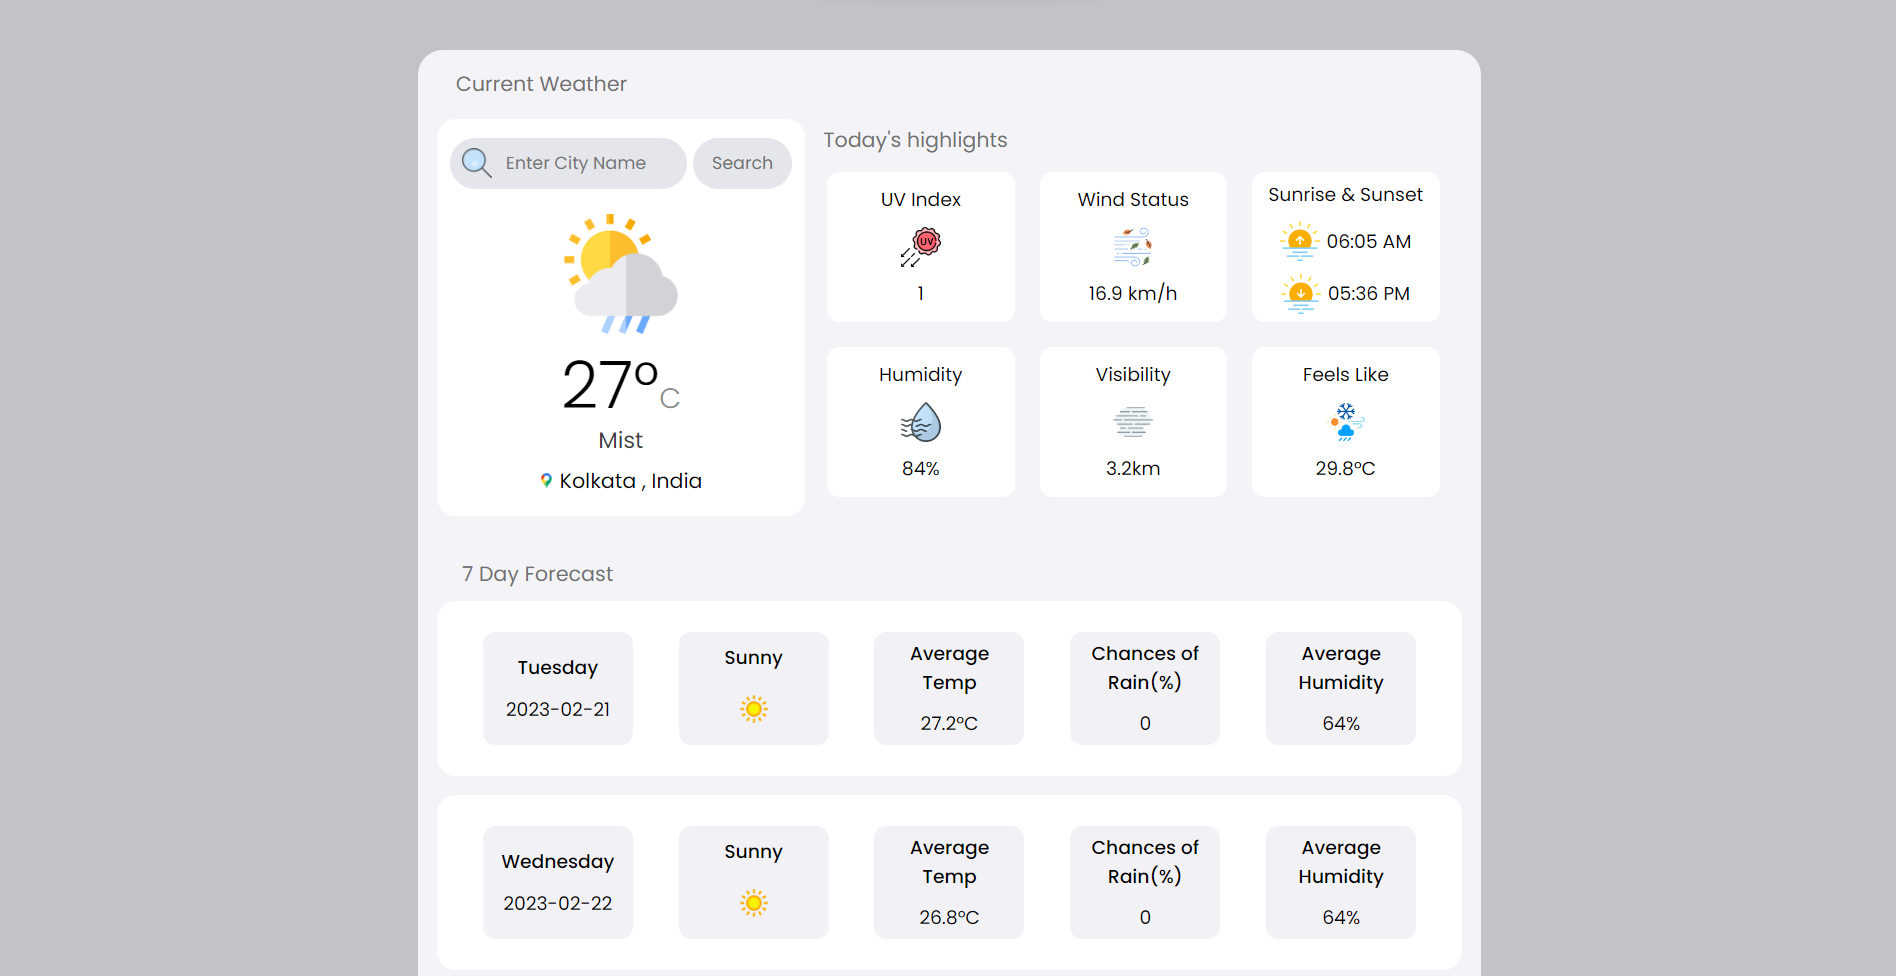 Current Weather
Enter City Name
Search
27°C
Mist
Kolkata , India
Today's highlights
UV Index
UV
1
Wind Status
16.9 km/h
Sunrise & Sunset
06:05 AM
05:36 PM
Humidity
84%
Visibility
3.2km
Feels Like
29.8°C
7 Day Forecast
Tuesday
2023-02-21
Sunny
Average
Temp
27.2°C
Chances of
Rain(%)
0
Average
Humidity
64%
Wednesday
2023-02-22
Sunny
Average
Temp
26.8°C
Chances of
Rain(%)
0
Average
Humidity
64%